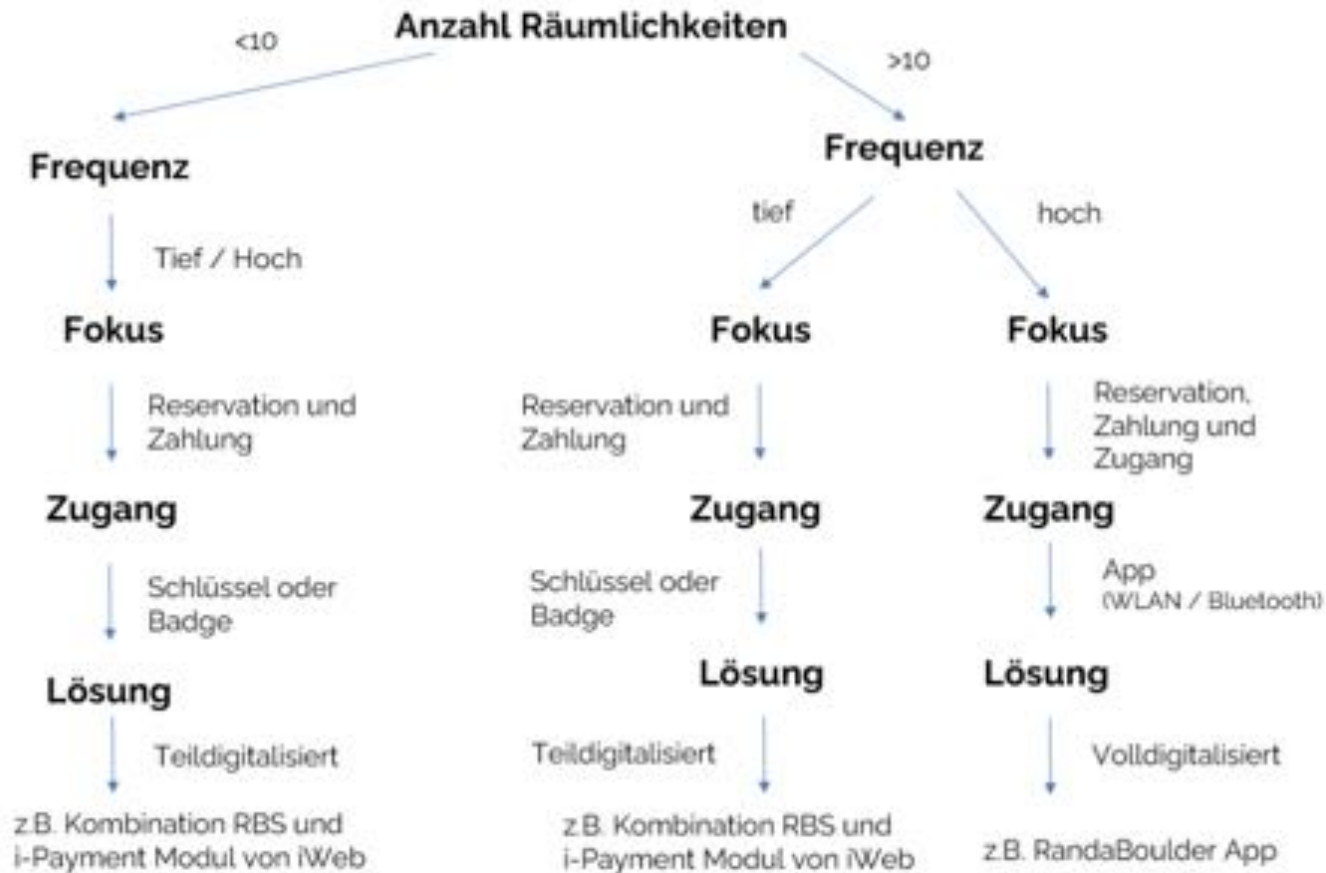 Anzahl Räumlichkeiten
<10
>10
Frequenz
Frequenz
tief
hoch
Tief / Hoch
Fokus
Fokus
Fokus
Reservation und
Zahlung
Reservation und
Zahlung
Reservation,
Zahlung und
Zugang
Zugang
Zugang
Zugang
Schlüssel oder
Badge
Schlüssel oder
Badge
App
(WLAN / Bluetooth)
Lösung
Lösung
Lösung
Teildigitalisiert
Teildigitalisiert
Volldigitalisiert
z.B. Kombination RBS und
i-Payment Modul von iWeb
z.B. Kombination RBS und
i-Payment Modul von iWeb
z.B. RandaBoulder App